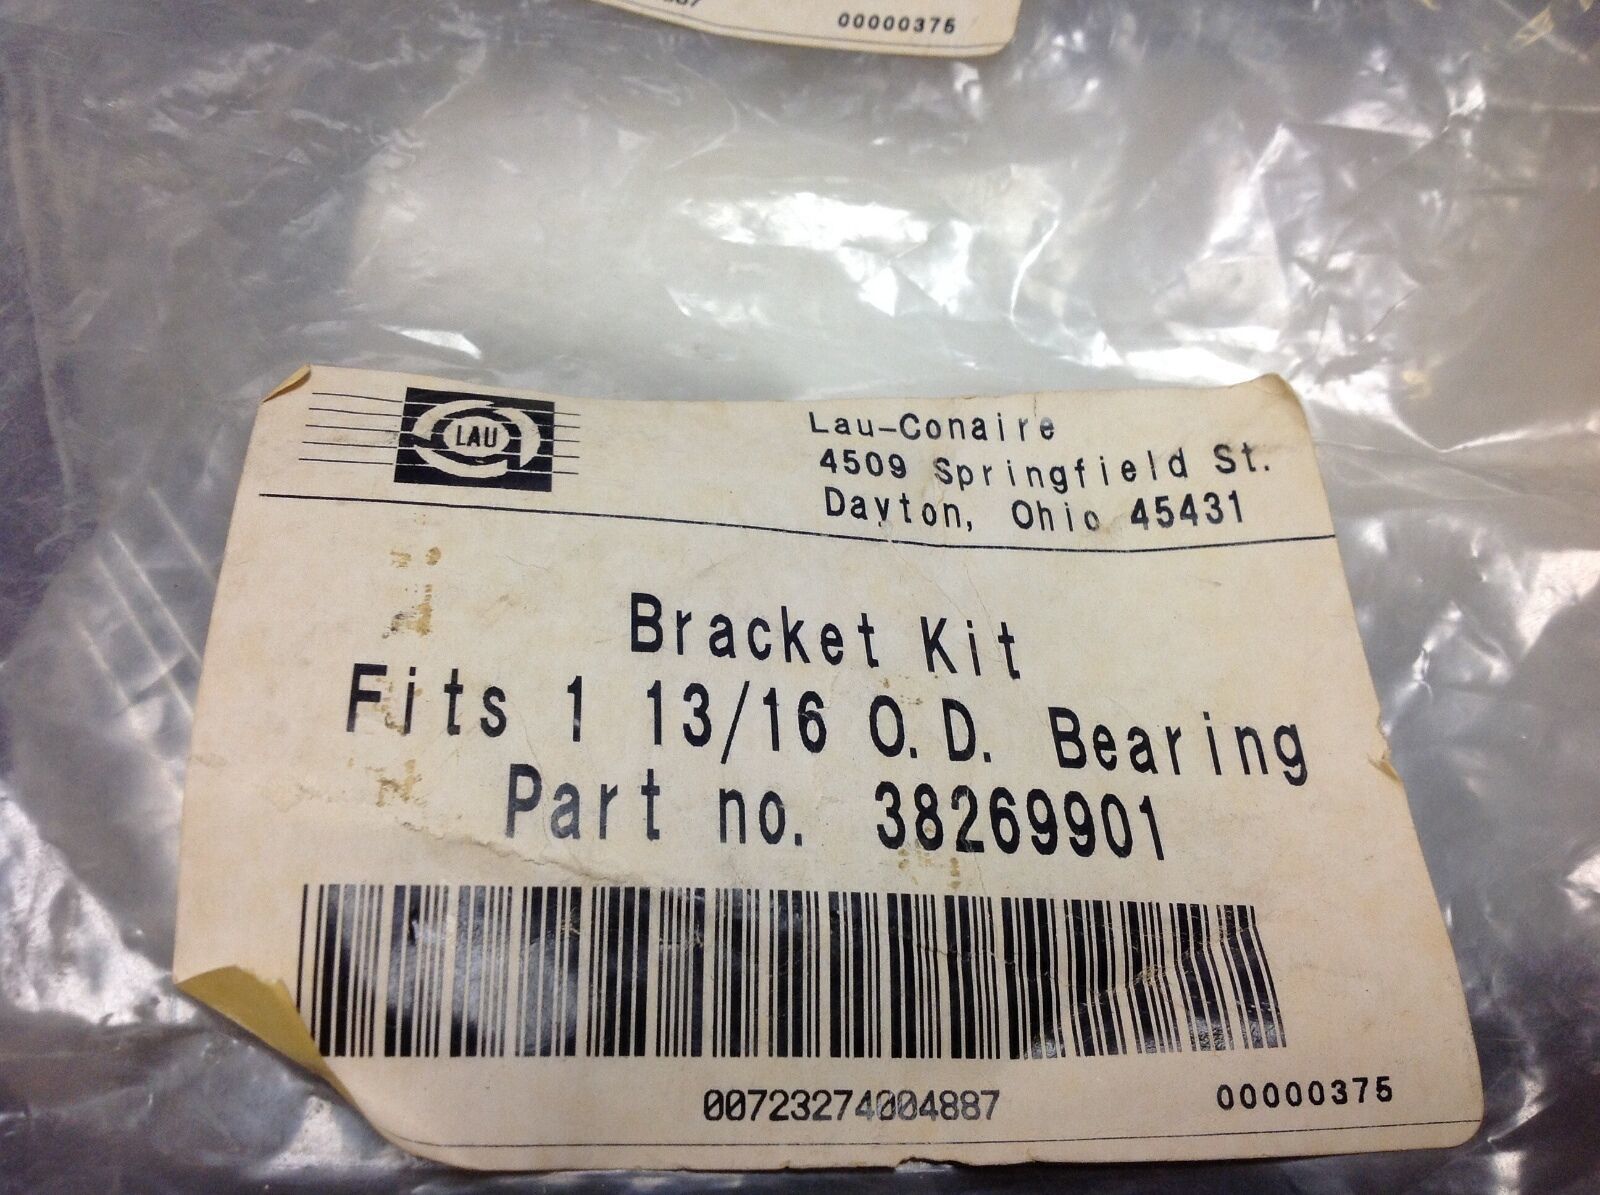 00000375
LAU
Lau-Conaire
4509 Springfield St.
Dayton, Ohio 45431
Bracket Kit
Fits 1 13/16 O.D. Bearing
Part no. 38269901
00723274004887
00000375